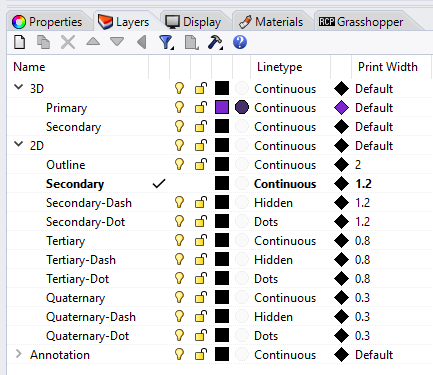 Properties Layers Display Materials RCP Grasshopper
Name Linetype Print Width
3D Continuous Default
Primary Continuous Default
Secondary Continuous Default
2D Continuous Default
Outline Continuous 2
Secondary Continuous 1.2
Secondary-Dash Hidden 1.2
Secondary-Dot Dots 1.2
Tertiary Continuous 0.8
Tertiary-Dash Hidden 0.8
Tertiary-Dot Dots 0.8
Quaternary Continuous 0.3
Quaternary-Dash Hidden 0.3
Quaternary-Dot Dots 0.3
Annotation Continuous Default